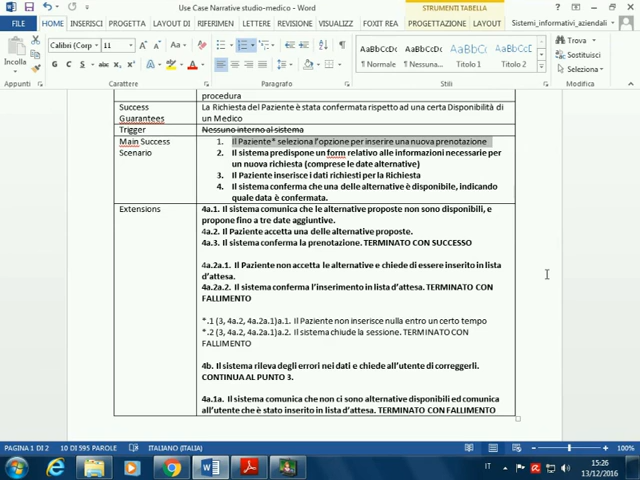 Use Case Narrative studio-medico - Word
STRUMENTI TABELLA
FILE
HOME
INSERISCI
PROGETTA
LAYOUT DI
RIFERIMEN
LETTERE
REVISIONE
VISUALIZZ
FOXIT REA
PROGETTAZIONE
LAYOUT
Sistemi_informativi_aziendali
Incolla
Calibri (Corp
11
Appunti
Carattere
Paragrafo
AaBbCcDc
AaBbCcDc
AaBbC
AaBbCcD
¶ Normale
¶ Nessuna...
Titolo 1
Titolo 2
Stili
Trova
Sostituisci
Seleziona
Modifica
procedura
Success
Guarantees
La Richiesta del Paziente è stata confermata rispetto ad una certa Disponibilità di
un Medico
Trigger
Nessuno interno al sistema
Main Success
Scenario
1. Il Paziente* seleziona l'opzione per inserire una nuova prenotazione
2. Il sistema predispone un form relativo alle informazioni necessarie per
un nuova richiesta (comprese le date alternative)
3. Il Paziente inserisce i dati richiesti per la Richiesta
4. Il sistema conferma che una delle alternative è disponibile, indicando
quale data è confermata.
Extensions
4a.1. Il sistema comunica che le alternative proposte non sono disponibili, e
propone fino a tre date aggiuntive.
4a.2. Il Paziente accetta una delle alternative proposte.
4a.3. Il sistema conferma la prenotazione. TERMINATO CON SUCCESSO
4a.2a.1. Il Paziente non accetta le alternative e chiede di essere inserito in lista
d'attesa.
4a.2a.2. Il sistema conferma l'inserimento in lista d'attesa. TERMINATO CON
FALLIMENTO
*.1 (3, 4a.2, 4a.2a.1)a.1. Il Paziente non inserisce nulla entro un certo tempo
*.2 (3, 4a.2, 4a.2a.1)a.2. Il sistema chiude la sessione. TERMINATO CON
FALLIMENTO
4b. Il sistema rileva degli errori nei dati e chiede all'utente di correggerli.
CONTINUA AL PUNTO 3.
4a.1a. Il sistema comunica che non ci sono alternative disponibili ed comunica
all'utente che è stato inserito in lista d'attesa. TERMINATO CON FALLIMENTO
PAGINA 1 DI 2
10 DI 595 PAROLE
ITALIANO (ITALIA)
100%
IT
15:26
13/12/2016